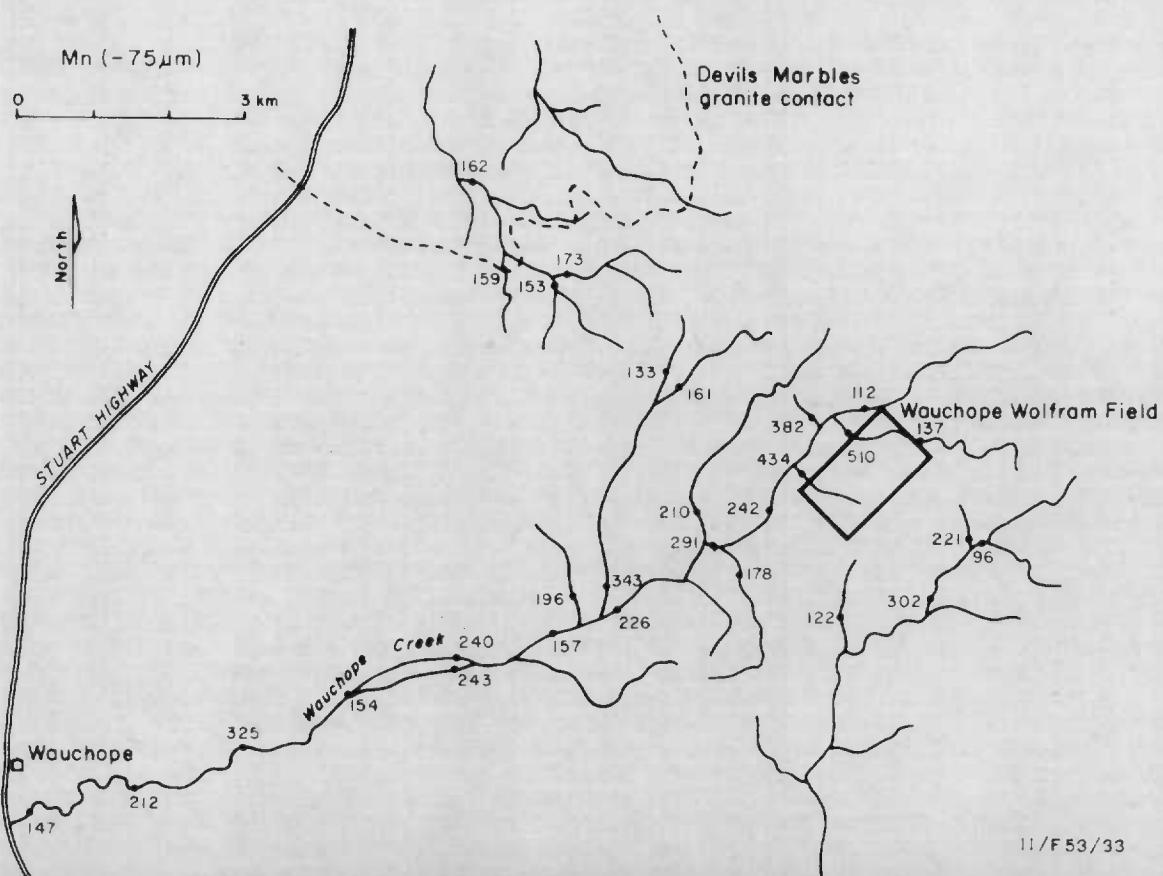 Mn (-75μm)
0 3 km
North
STUART HIGHWAY
Devils Marbles
granite contact
162
159
153
173
133
161
112
Wauchope Wolfram Field
137
382
510
434
210
242
291
178
221
96
302
122
343
196
226
157
Wauchope Creek
240
243
154
325
Wauchope
212
147
11/F53/33